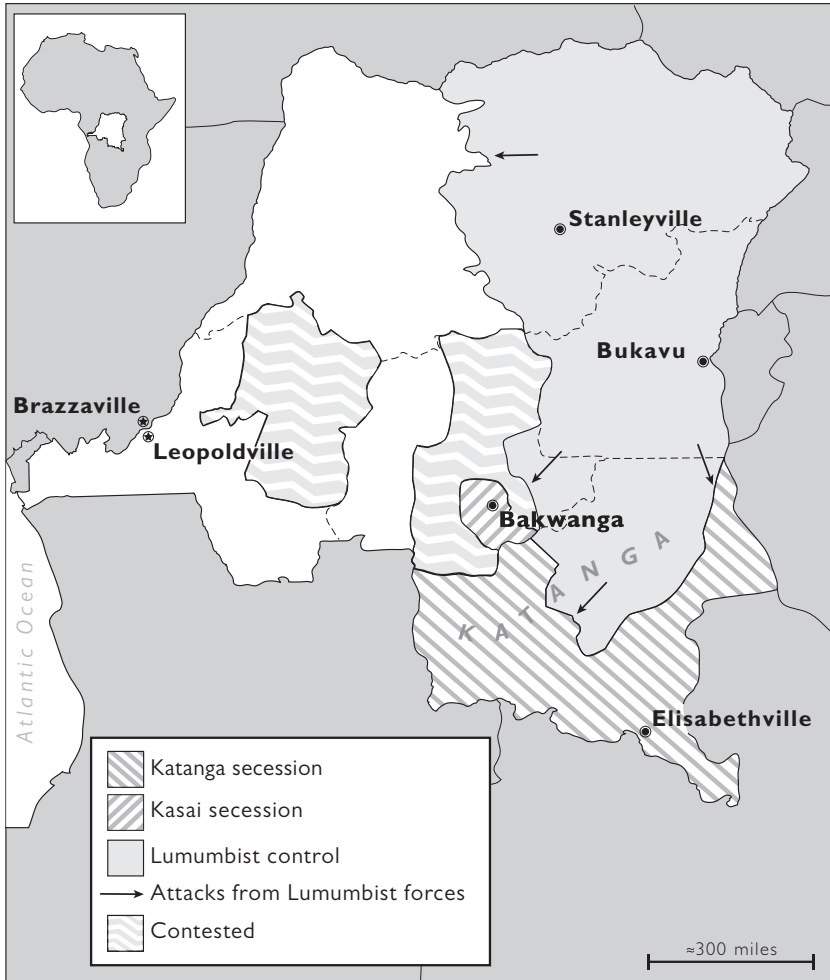 Stanleyville
Bukavu
Brazzaville
Leopoldville
Bakwanga
KATANGA
Elisabethville
Atlantic Ocean
Katanga secession
Kasai secession
Lumumbist control
Attacks from Lumumbist forces
Contested
≈300 miles